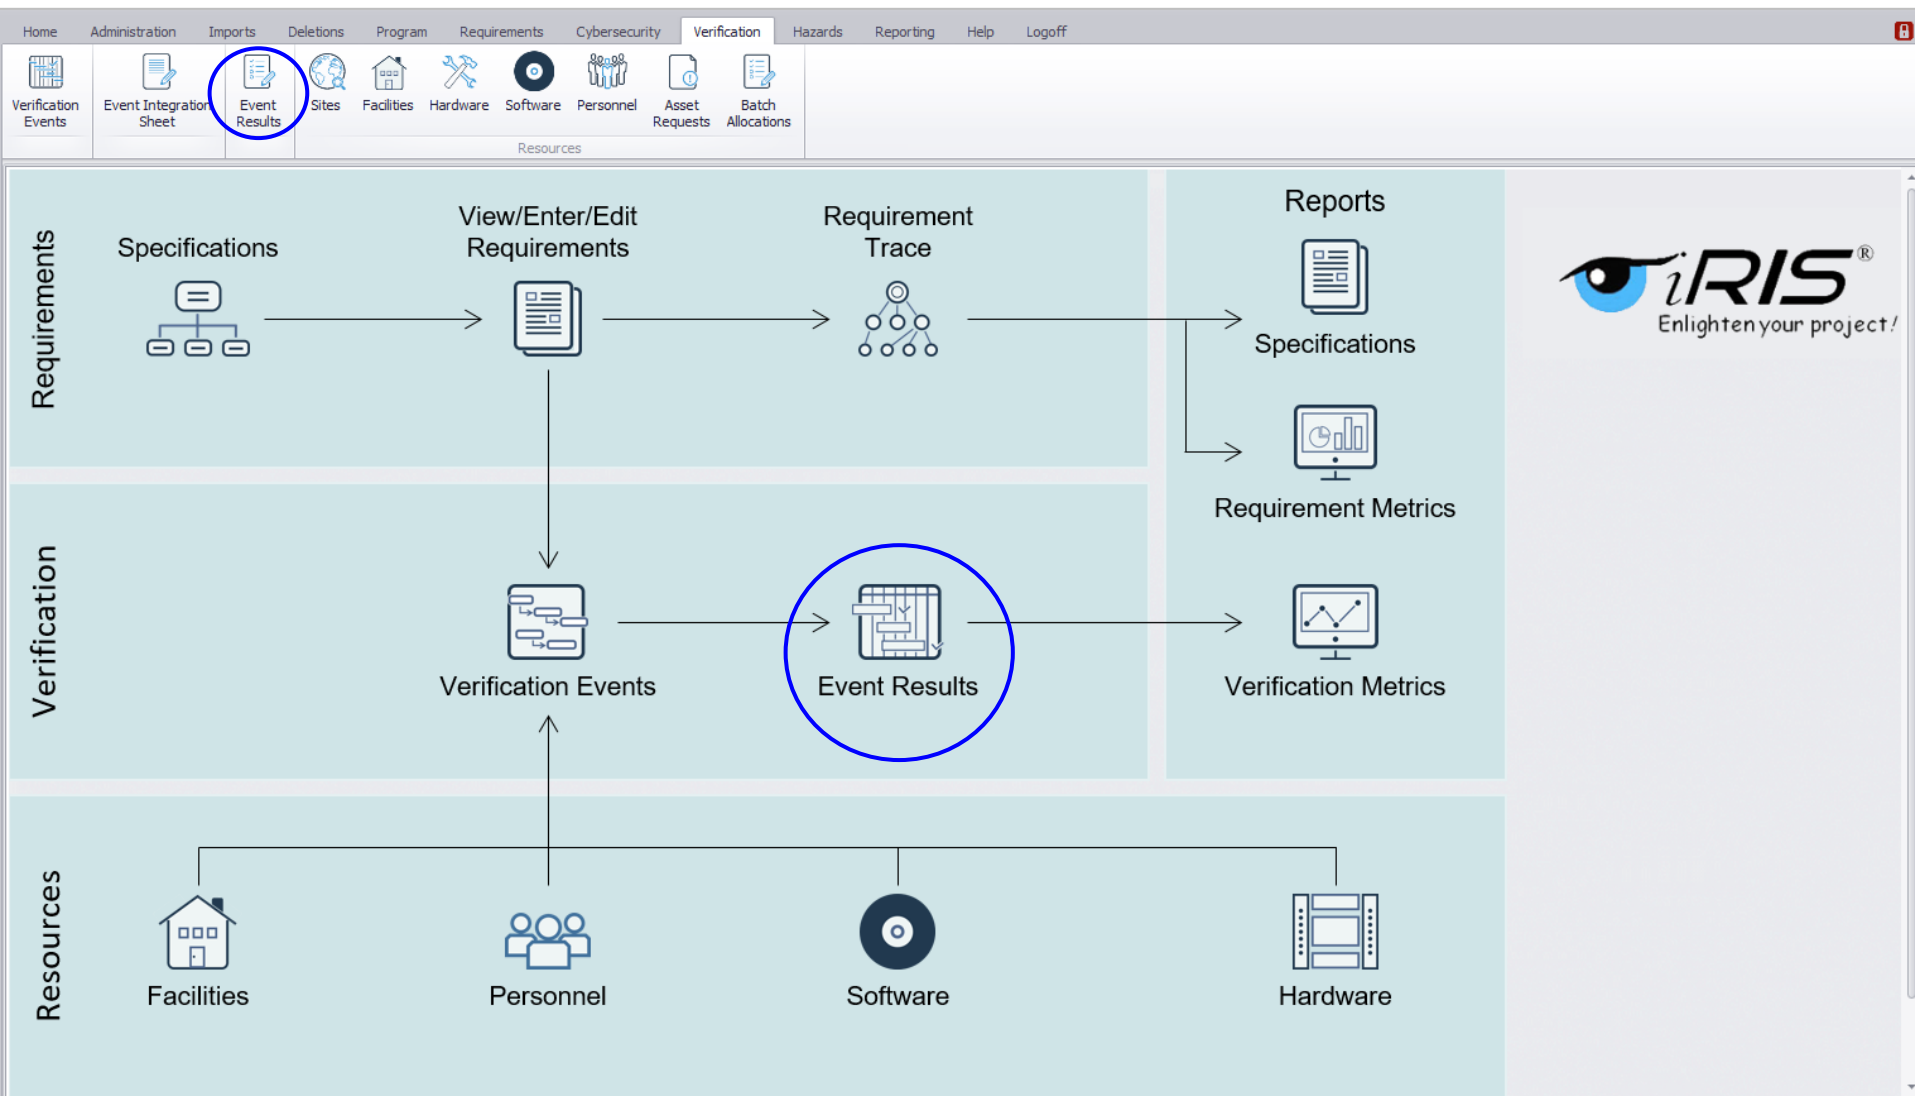 Home Administration Imports Deletions Program Requirements Cybersecurity Verification Hazards Reporting Help Logoff
Verification Events
Event Integration Sheet
Event Results
Sites
Facilities
Hardware
Software
Personnel
Asset Requests
Batch Allocations
Resources
Requirements
Specifications
View/Enter/Edit
Requirements
Requirement
Trace
Reports
Specifications
Requirement Metrics
iRIS®
Enlighten your project!
Verification
Verification Events
Event Results
Verification Metrics
Resources
Facilities
Personnel
Software
Hardware